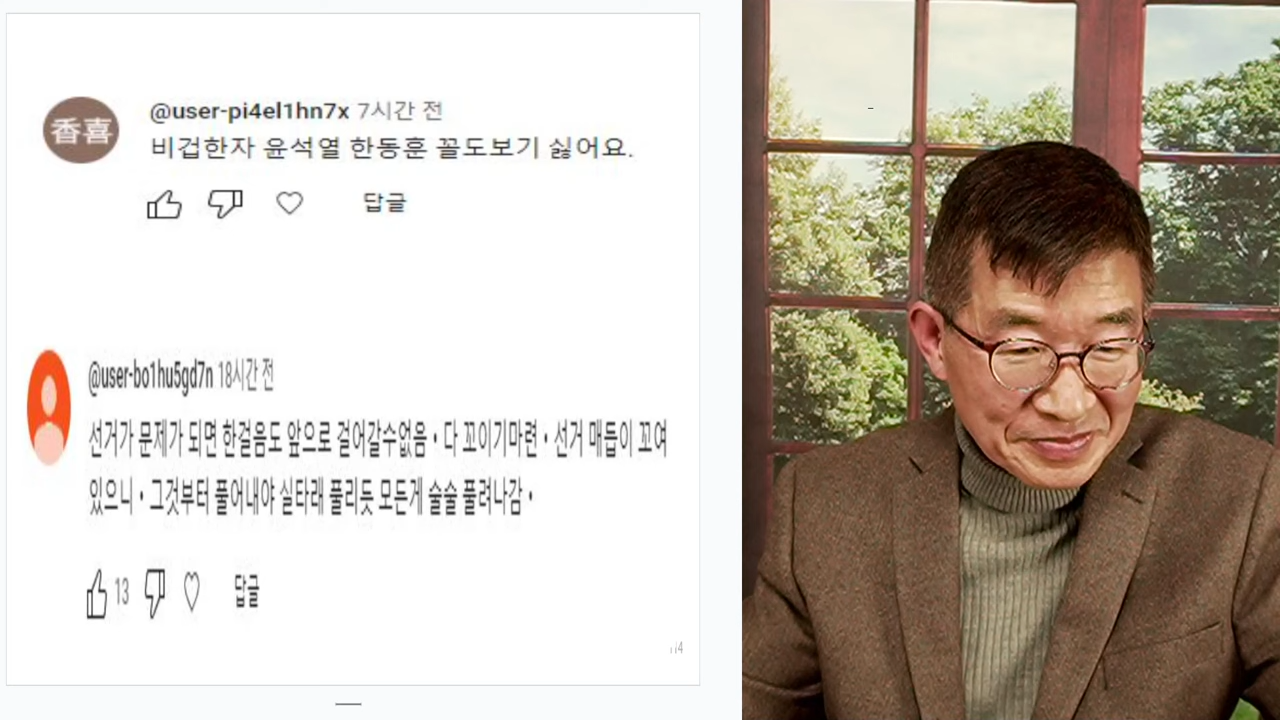 香喜
@user-pi4el1hn7x 7시간 전
비겁한자 윤석열 한동훈 꼴도보기 싫어요.
답글
@user-bo1hu5gd7n 18시간 전
선거가 문제가 되면 한걸음도 앞으로 걸어갈수없음 • 다 꼬이기마련 • 선거 매듭이 꼬여
있으니 • 그것부터 풀어내야 실타래 풀리듯 모든게 술술 풀려나감 •
13 답글